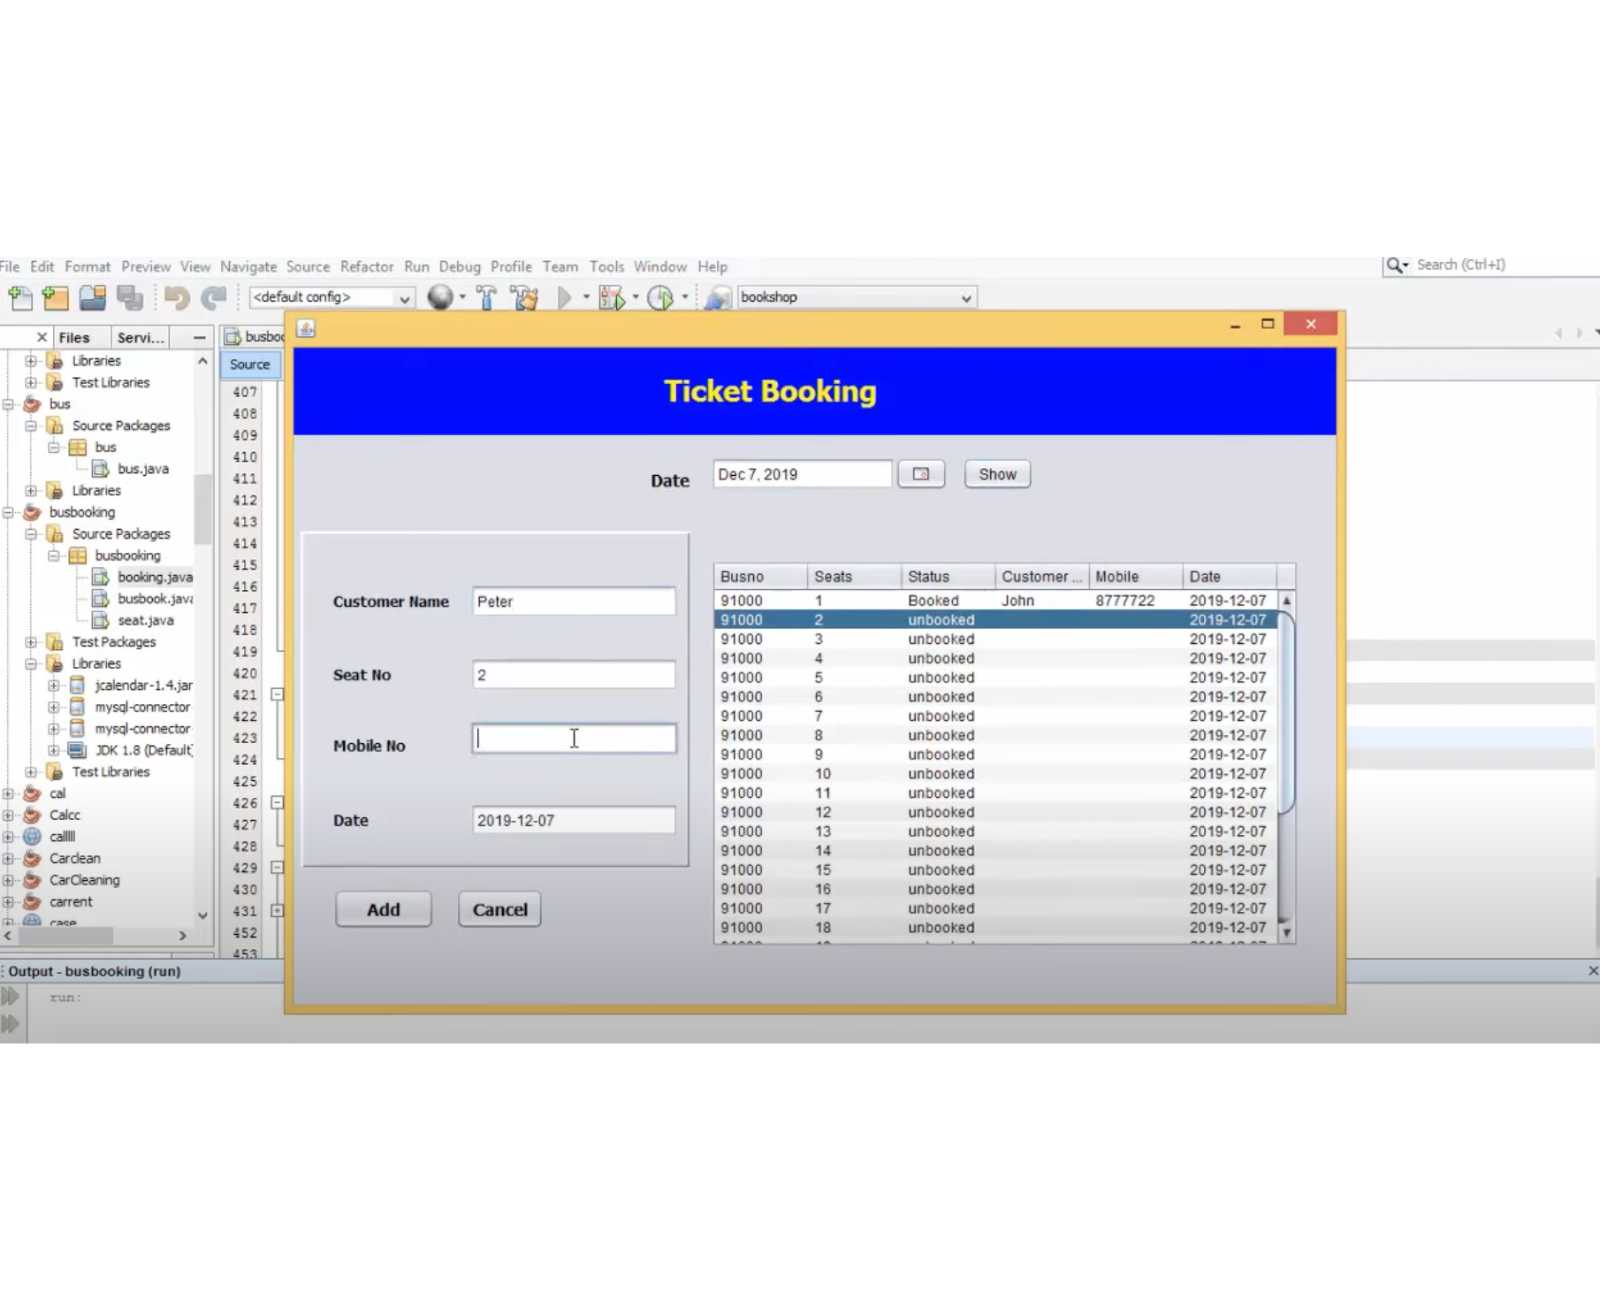 File Edit Format Preview View Navigate Source Refactor Run Debug Profile Team Tools Window Help
Search (Ctrl+I)
<default config>
bookshop
Files
Servi...
busboo
Source
Libraries
Test Libraries
bus
Source Packages
bus
bus.java
Libraries
busbooking
Source Packages
busbooking
booking.java
busbook.java
seat.java
Test Packages
Libraries
jcalendar-1.4.jar
mysql-connector
mysql-connector
JDK 1.8 (Default)
Test Libraries
cal
Calcc
callll
Carclean
CarCleaning
carrent
case
407
408
409
410
411
412
413
414
415
416
417
418
419
420
421
422
423
424
425
426
427
428
429
430
431
452
453
Ticket Booking
Date
Dec 7, 2019
Show
Customer Name
Peter
Seat No
2
Mobile No
Date
2019-12-07
Add
Cancel
Busno Seats Status Customer ... Mobile Date
91000 1 Booked John 8777722 2019-12-07
91000 2 unbooked 2019-12-07
91000 3 unbooked 2019-12-07
91000 4 unbooked 2019-12-07
91000 5 unbooked 2019-12-07
91000 6 unbooked 2019-12-07
91000 7 unbooked 2019-12-07
91000 8 unbooked 2019-12-07
91000 9 unbooked 2019-12-07
91000 10 unbooked 2019-12-07
91000 11 unbooked 2019-12-07
91000 12 unbooked 2019-12-07
91000 13 unbooked 2019-12-07
91000 14 unbooked 2019-12-07
91000 15 unbooked 2019-12-07
91000 16 unbooked 2019-12-07
91000 17 unbooked 2019-12-07
91000 18 unbooked 2019-12-07
Output - busbooking (run)
run: